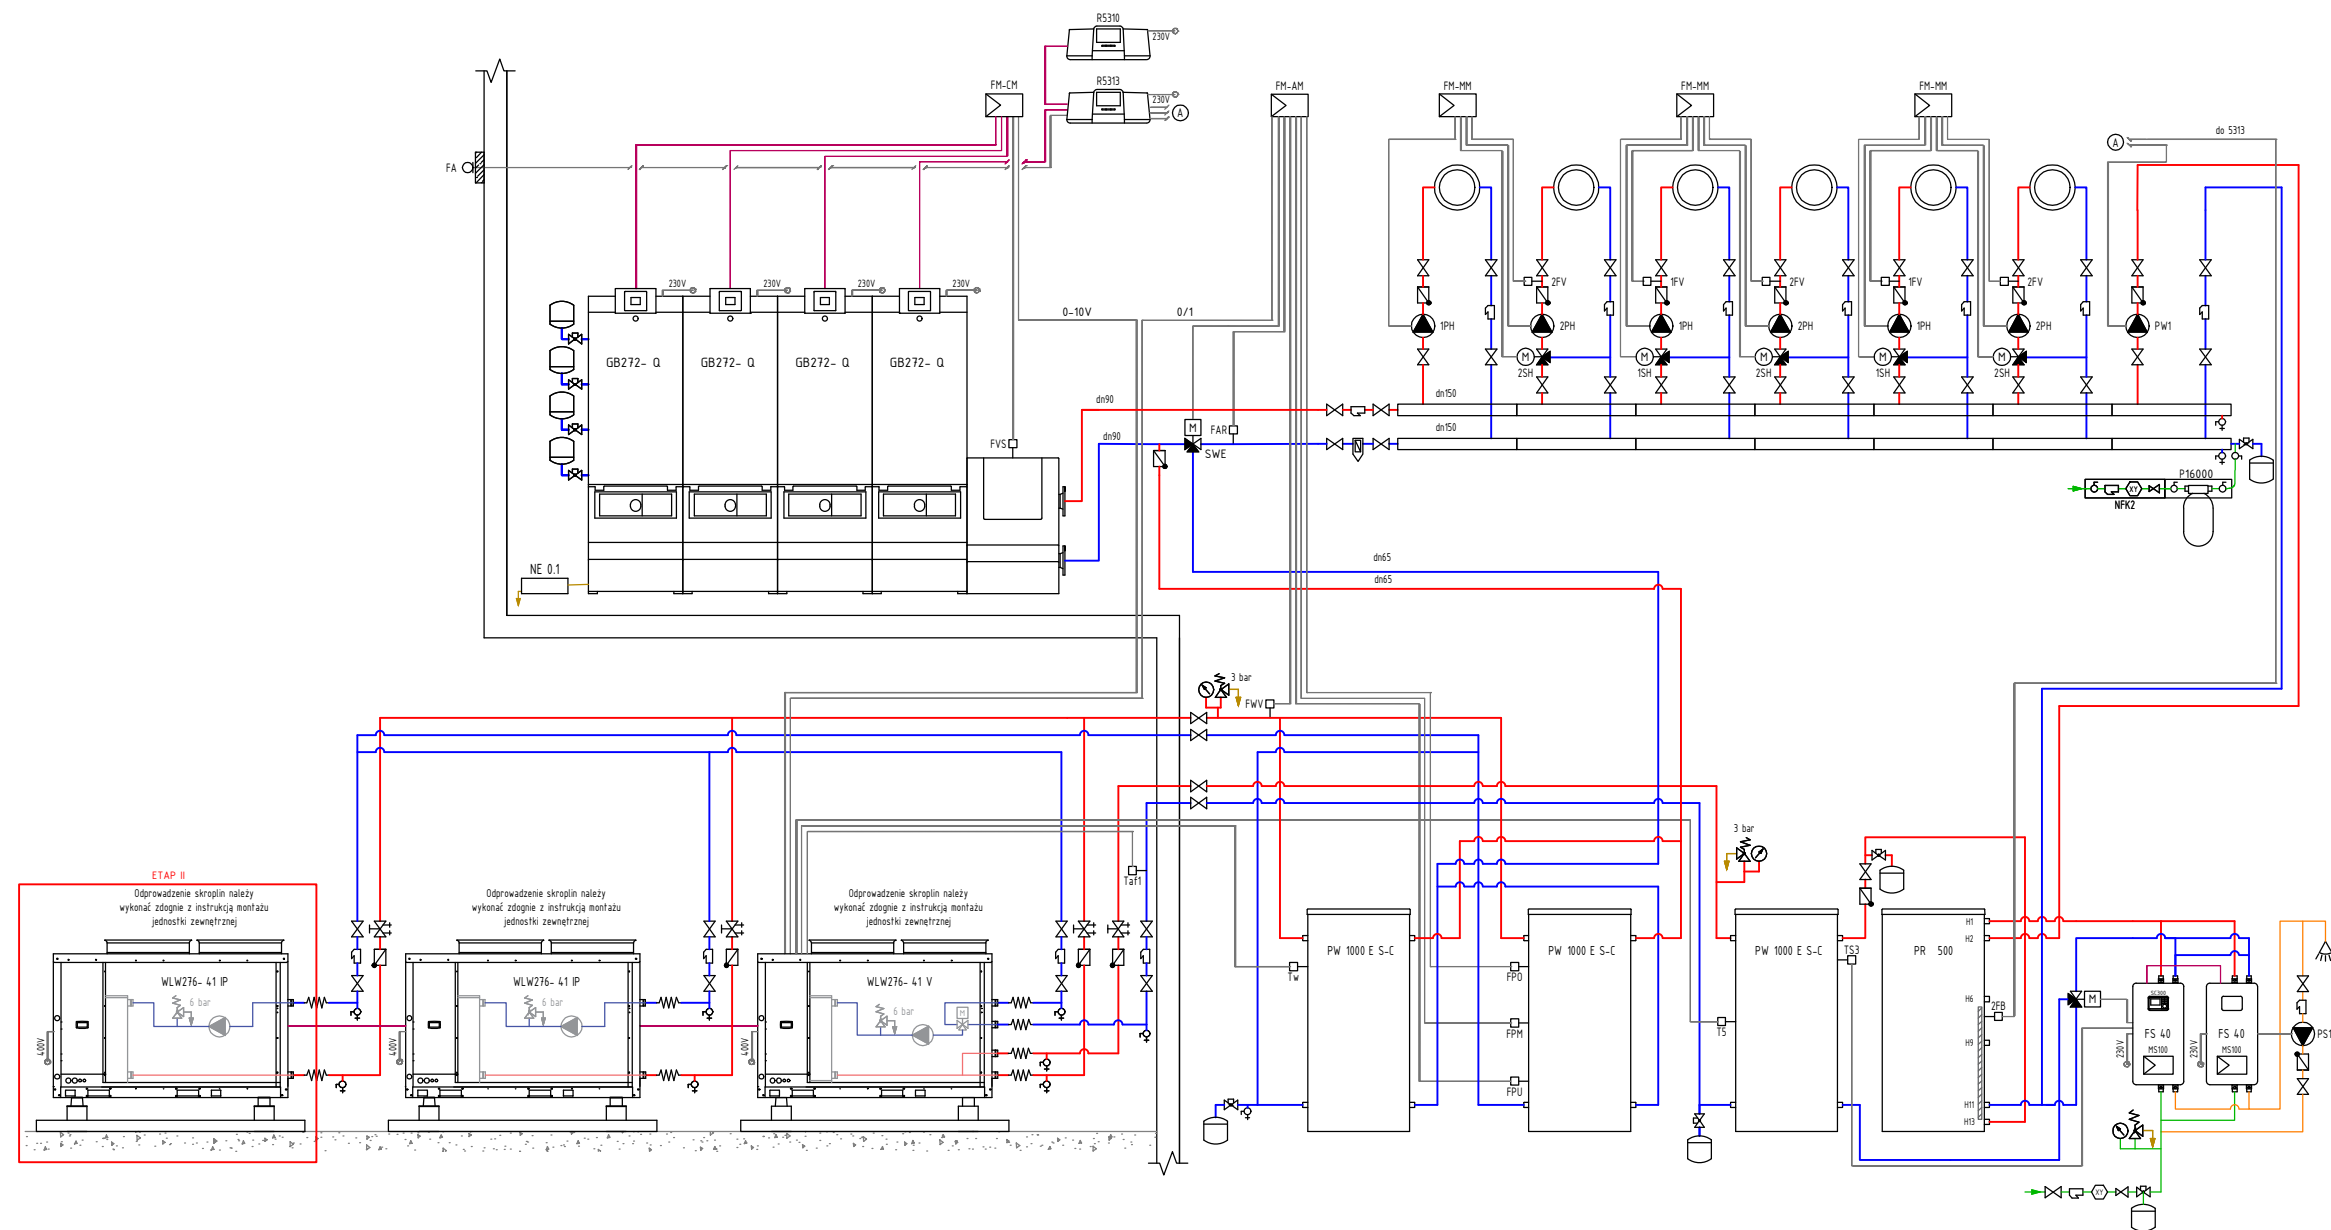 R5310
230V
R5313
230V
A
FM-CM
FM-AM
FM-MM
FM-MM
FM-MM
A
do 5313
FA
230V
230V
230V
230V
0-10V
0/1
2FV
1FV
2FV
1FV
2FV
1PH
2PH
1PH
2PH
1PH
2PH
PW1
M
M
M
M
M
2SH
1SH
2SH
1SH
2SH
GB272- Q
GB272- Q
GB272- Q
GB272- Q
dn90
dn150
dn90
M
FAR
dn150
FVS
SWE
P16000
XY
NFK2
dn65
dn65
NE 0.1
3 bar
FWV
3 bar
ETAP II
Odprowadzenie skroplin należy
wykonać zdognie z instrukcją montażu
jednostki zewnętrznej
Odprowadzenie skroplin należy
wykonać zdognie z instrukcją montażu
jednostki zewnętrznej
Odprowadzenie skroplin należy
wykonać zdognie z instrukcją montażu
jednostki zewnętrznej
Taf1
WLW276- 41 IP
6 bar
400V
WLW276- 41 IP
6 bar
400V
WLW276- 41 V
6 bar
M
400V
PW 1000 E S-C
Tw
PW 1000 E S-C
FPO
FPM
FPU
PW 1000 E S-C
TS
TS3
PR 500
H1
H2
H6
H9
H11
H13
2FB
M
SC300
FS 40
MS100
230V
FS 40
MS100
230V
PS1
XY